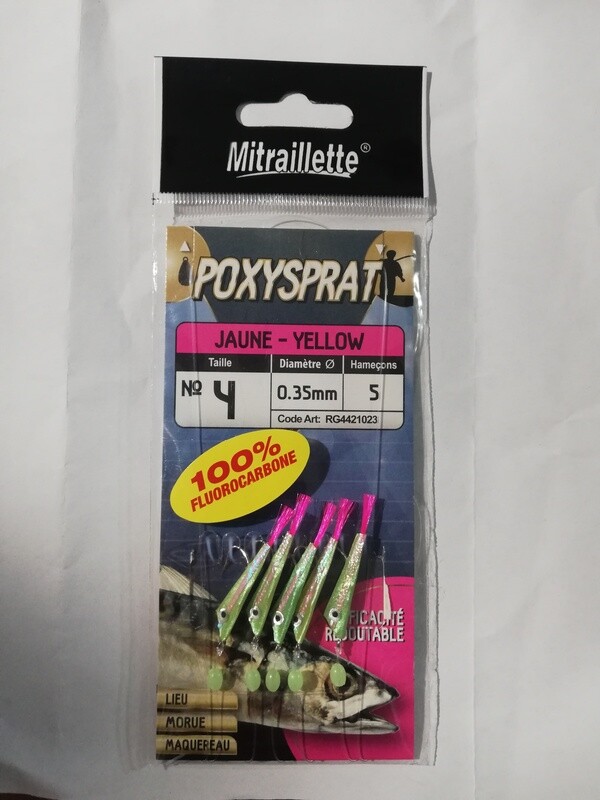 Mitraillette®
POXYSPRAT
JAUNE - YELLOW
Taille Diamètre Ø Hameçons
Nº 4 0.35mm 5
Code Art: RG4421023
100%
FLUOROCARBONE
EFFICACITÉ
REDOUTABLE
LIEU
MORUE
MAQUEREAU